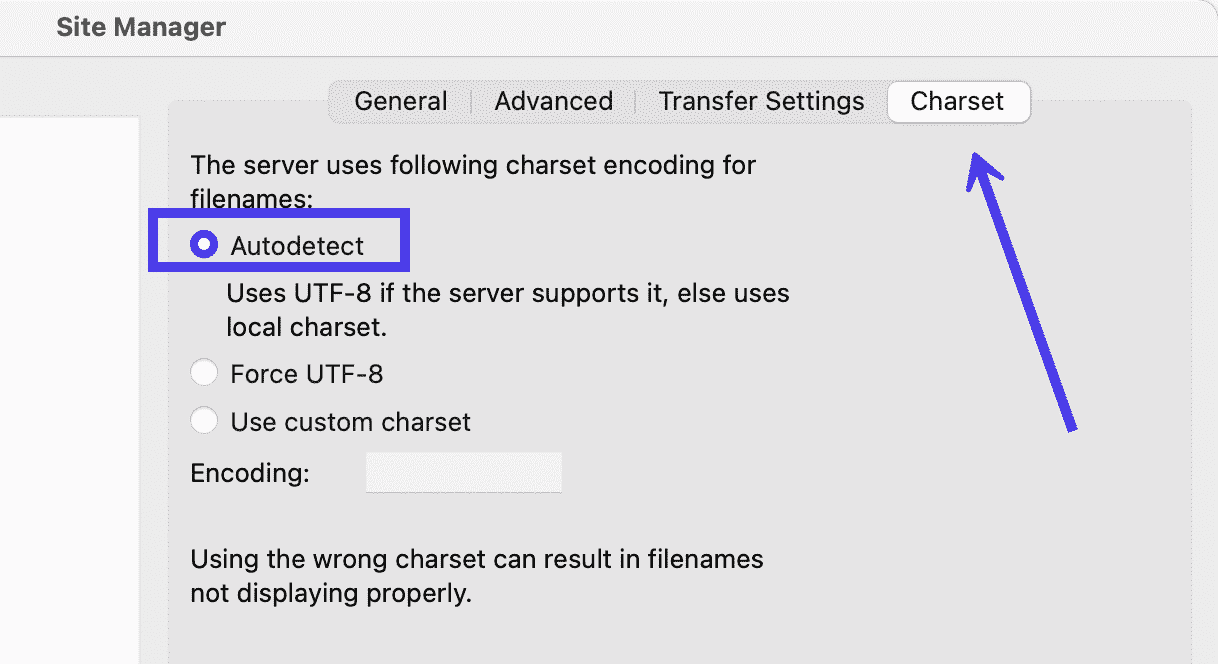 Site Manager
General Advanced Transfer Settings Charset
The server uses following charset encoding for
filenames:
Autodetect
Uses UTF-8 if the server supports it, else uses
local charset.
Force UTF-8
Use custom charset
Encoding:
Using the wrong charset can result in filenames
not displaying properly.